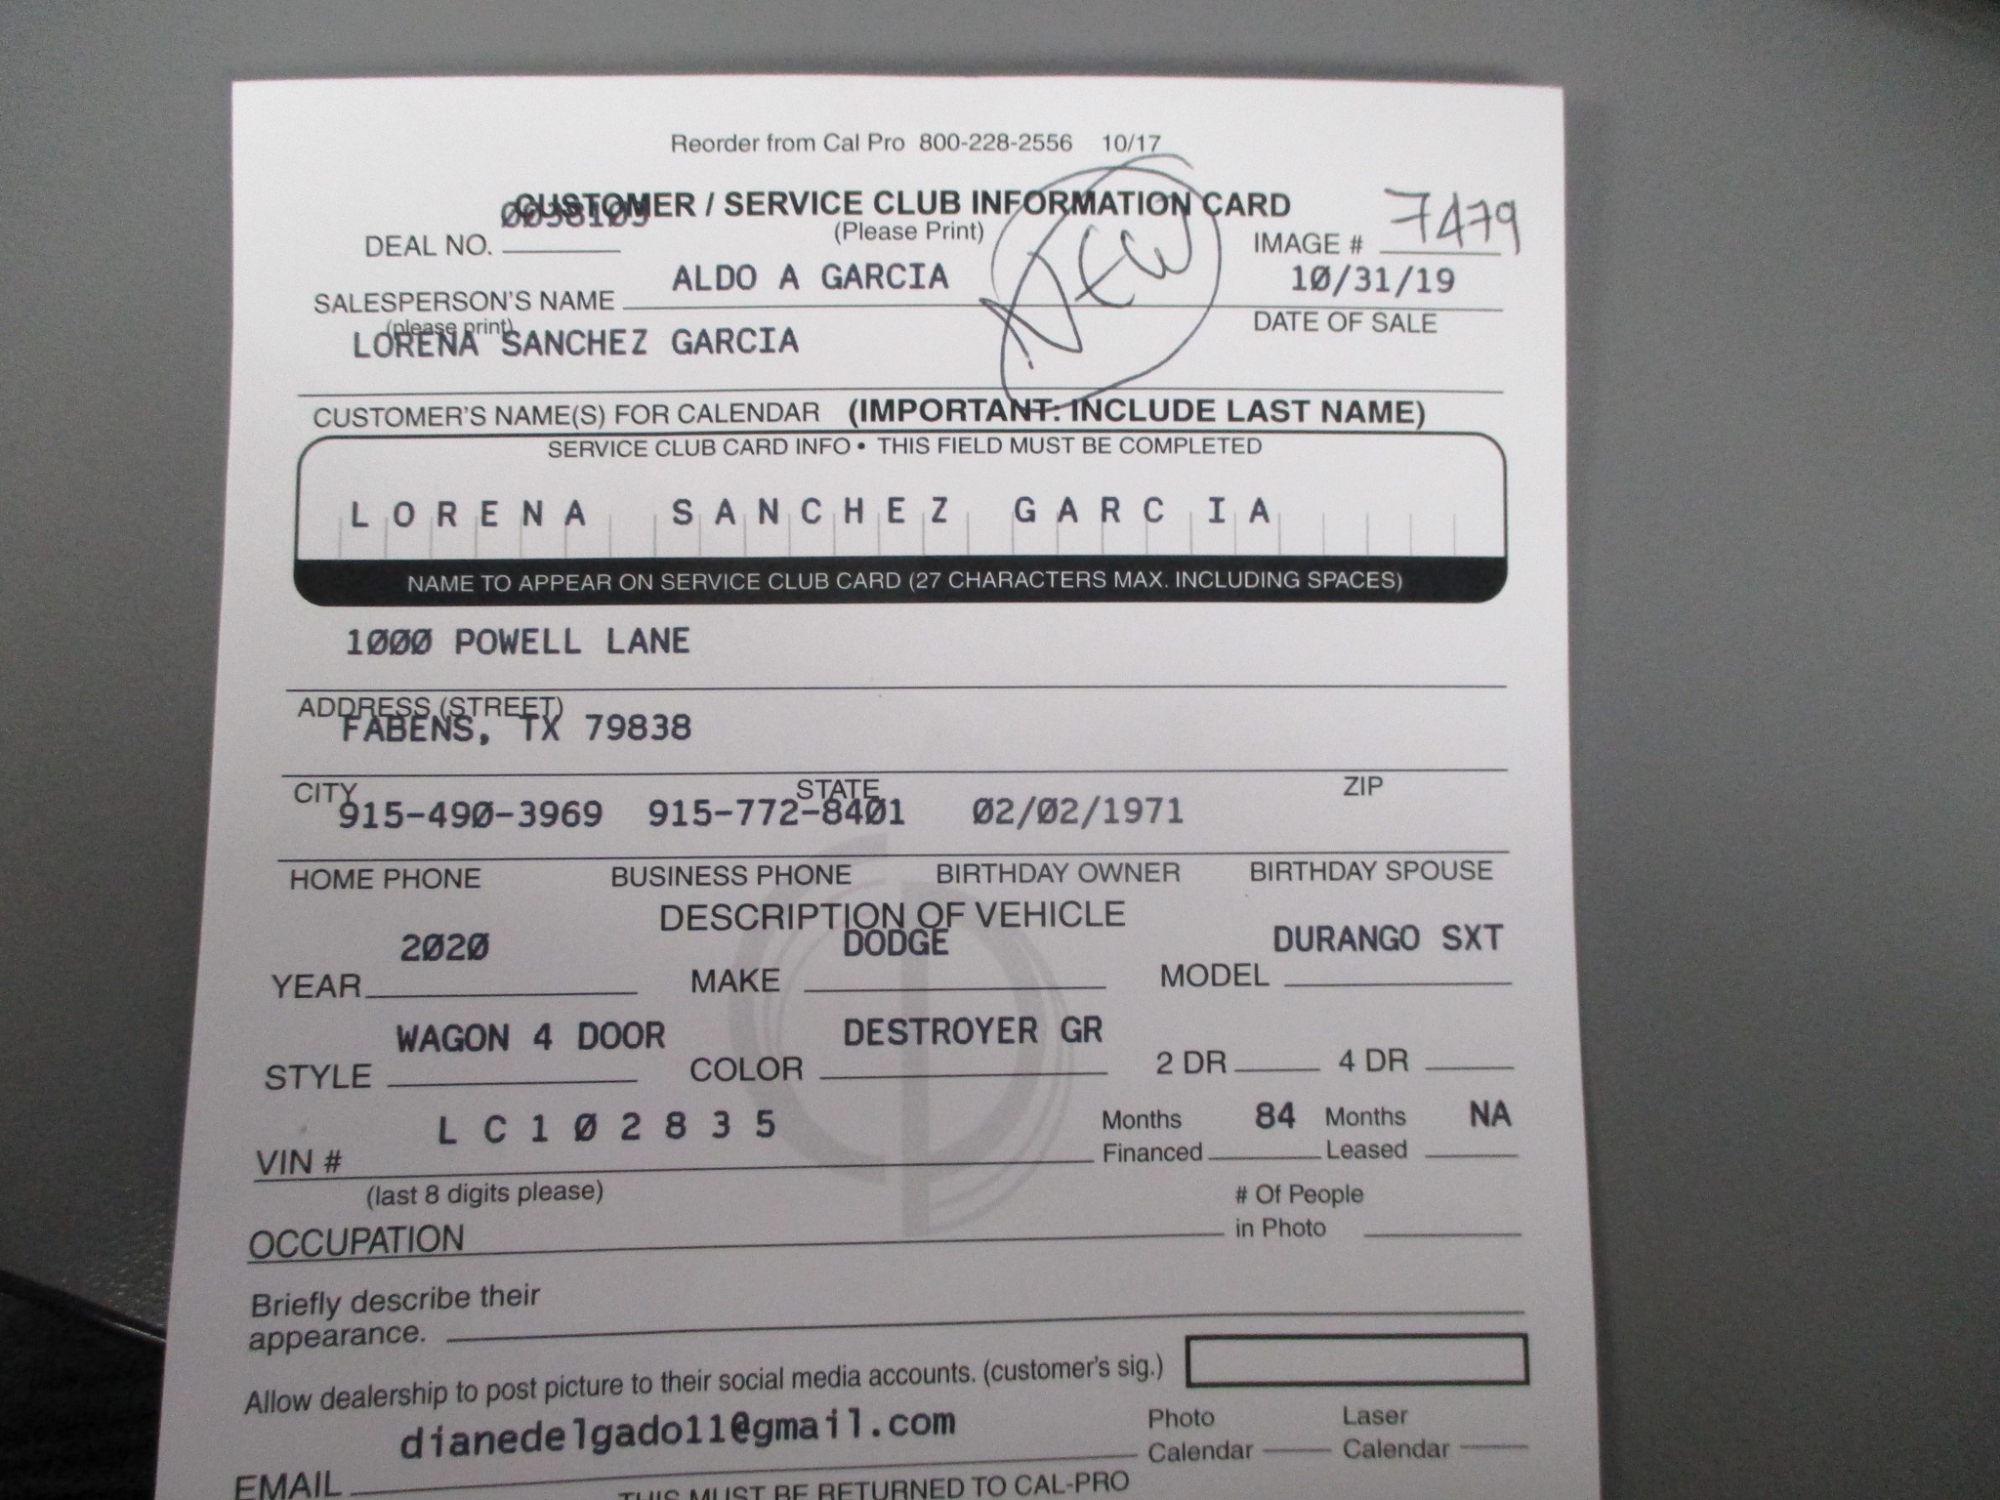 Reorder from Cal Pro 800-228-2556 10/17
CUSTOMER / SERVICE CLUB INFORMATION CARD
(Please Print)
DEAL NO.
IMAGE # 7479
NEW
ALDO A GARCIA 10/31/19
SALESPERSON'S NAME DATE OF SALE
(please print)
LORENA SANCHEZ GARCIA
CUSTOMER'S NAME(S) FOR CALENDAR (IMPORTANT: INCLUDE LAST NAME)
SERVICE CLUB CARD INFO • THIS FIELD MUST BE COMPLETED
LORENA SANCHEZ GARCIA
NAME TO APPEAR ON SERVICE CLUB CARD (27 CHARACTERS MAX. INCLUDING SPACES)
1000 POWELL LANE
ADDRESS (STREET)
FABENS, TX 79838
CITY STATE ZIP
915-490-3969 915-772-8401 02/02/1971
HOME PHONE BUSINESS PHONE BIRTHDAY OWNER BIRTHDAY SPOUSE
DESCRIPTION OF VEHICLE
2020 DODGE DURANGO SXT
YEAR MAKE MODEL
WAGON 4 DOOR DESTROYER GR
STYLE COLOR 2 DR 4 DR
LC102835 Months 84 Months NA
VIN # Financed Leased
(last 8 digits please) # Of People
OCCUPATION in Photo
Briefly describe their
appearance.
Allow dealership to post picture to their social media accounts. (customer's sig.)
dianedelgado11@gmail.com Photo Laser
EMAIL Calendar Calendar
THIS MUST BE RETURNED TO CAL-PRO